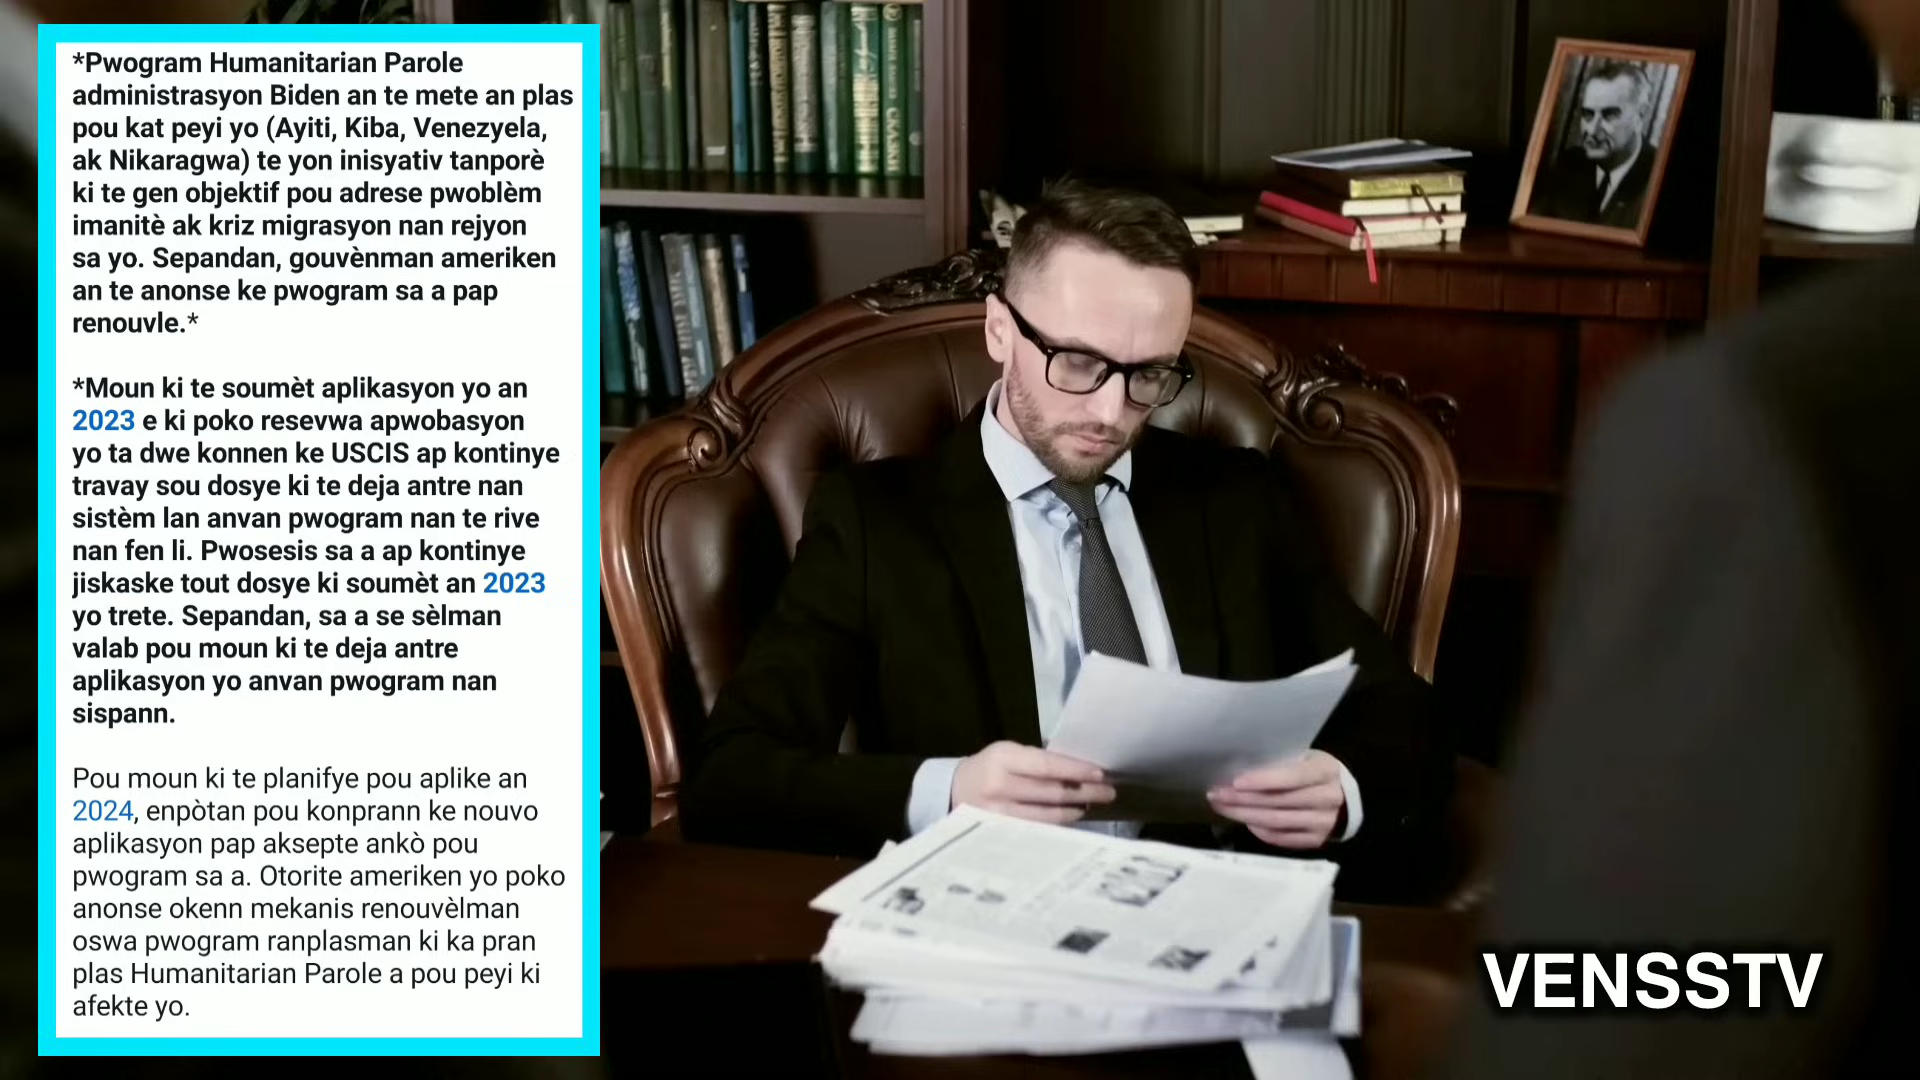 *Pwogram Humanitarian Parole
administrasyon Biden an te mete an plas
pou kat peyi yo (Ayiti, Kiba, Venezyela,
ak Nikaragwa) te yon inisyativ tanporè
ki te gen objektif pou adrese pwoblèm
imanitè ak kriz migrasyon nan rejyon
sa yo. Sepandan, gouvènman ameriken
an te anonse ke pwogram sa a pap
renouvle.*
*Moun ki te soumèt aplikasyon yo an
2023 e ki poko resevwa apwobasyon
yo ta dwe konnen ke USCIS ap kontinye
travay sou dosye ki te deja antre nan
sistèm lan anvan pwogram nan te rive
nan fen li. Pwosesis sa a ap kontinye
jiskaske tout dosye ki soumèt an 2023
yo trete. Sepandan, sa a se sèlman
valab pou moun ki te deja antre
aplikasyon yo anvan pwogram nan
sispann.
Pou moun ki te planifye pou aplike an
2024, enpòtan pou konprann ke nouvo
aplikasyon pap aksepte ankò pou
pwogram sa a. Otorite ameriken yo poko
anonse okenn mekanis renouvèlman
oswa pwogram ranplasman ki ka pran
plas Humanitarian Parole a pou peyi ki
afekte yo.
VENSSTV